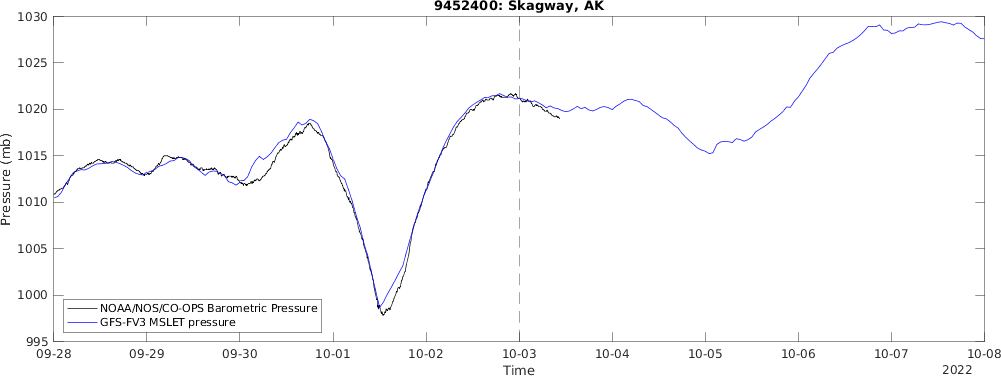 9452400: Skagway, AK
Pressure (mb)
1030
1025
1020
1015
1010
1005
1000
995
NOAA/NOS/CO-OPS Barometric Pressure
GFS-FV3 MSLET pressure
09-28 09-29 09-30 10-01 10-02 10-03 10-04 10-05 10-06 10-07 10-08
Time
2022